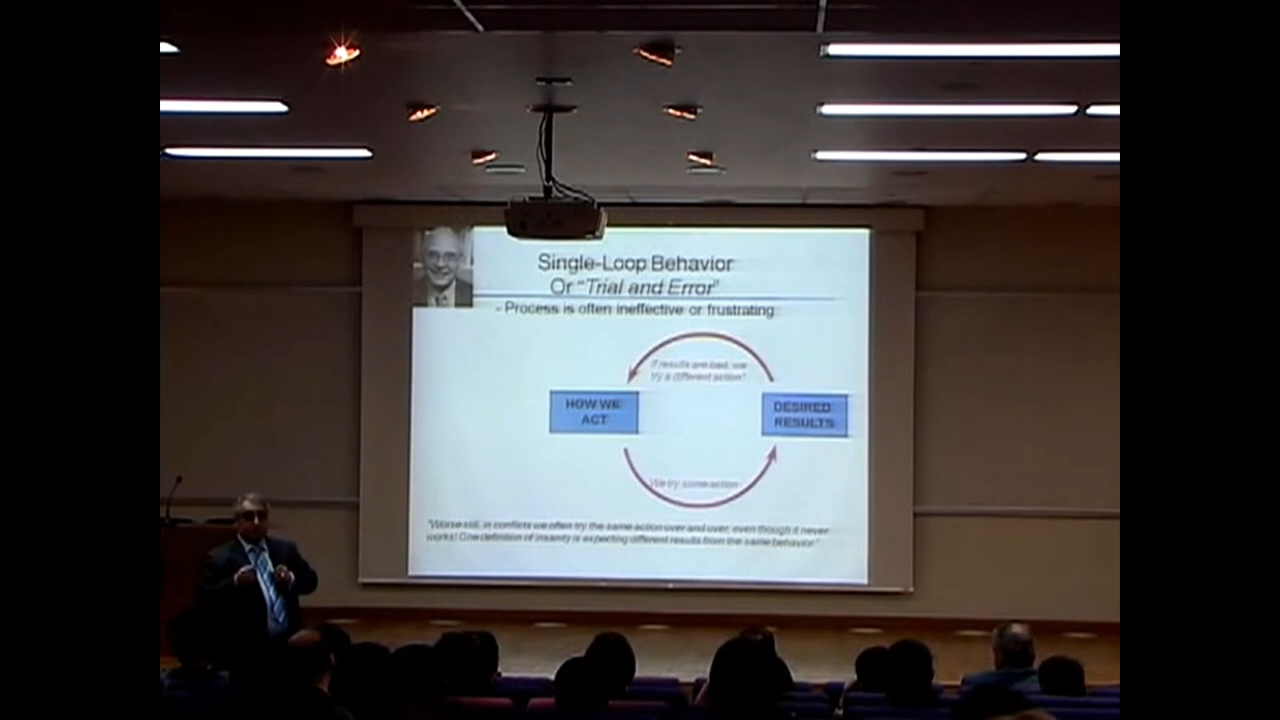 Single-Loop Behavior
Or "Trial and Error"
- Process is often ineffective or frustrating
If results are bad, we
try a different action*
HOW WE
ACT
DESIRED
RESULTS
We try some action
"Worse still, in conflicts we often try the same action over and over, even though it never
works! One definition of insanity is expecting different results from the same behavior."